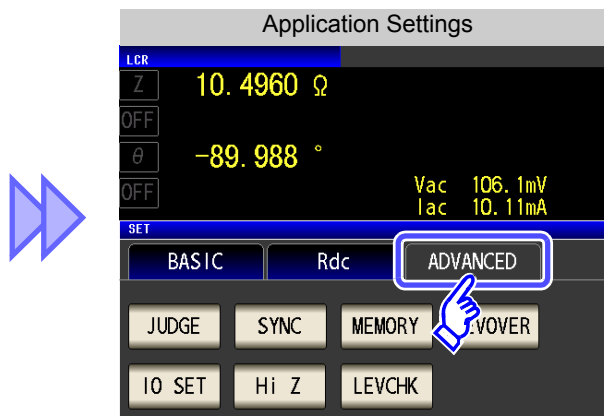 Application Settings
LCR
Z 10.4960 Ω
OFF
θ -89.988 °
OFF
Vac 106.1mV
Iac 10.11mA
SET
BASIC Rdc ADVANCED
JUDGE SYNC MEMORY VOVER
IO SET Hi Z LEVCHK